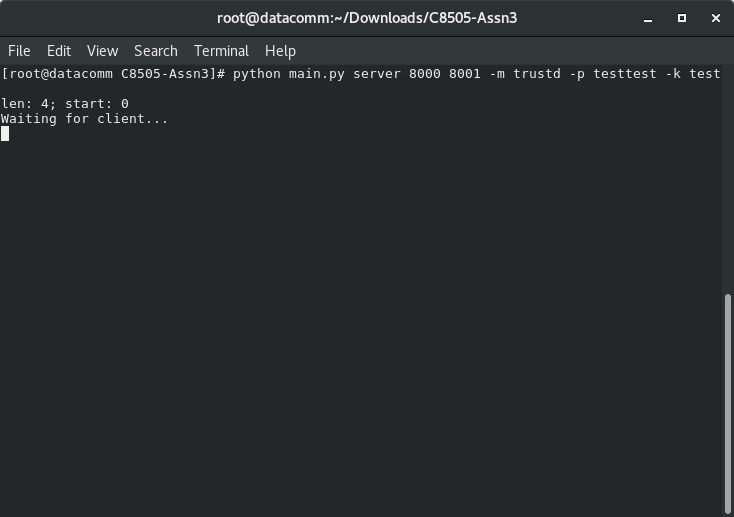 root@datacomm:~/Downloads/C8505-Assn3
File Edit View Search Terminal Help
[root@datacomm C8505-Assn3]# python main.py server 8000 8001 -m trustd -p testtest -k test
len: 4; start: 0
Waiting for client...